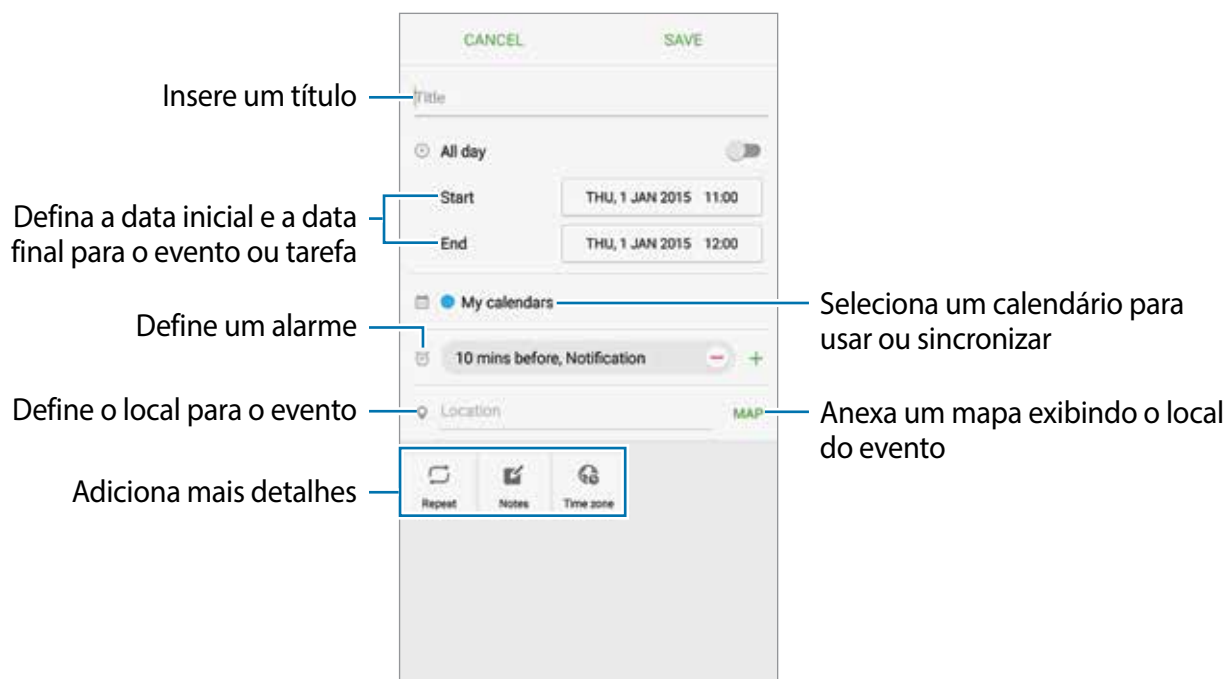 CANCEL SAVE
Insere um título
Title
All day
Start THU, 1 JAN 2015 11:00
Defina a data inicial e a data
final para o evento ou tarefa
End THU, 1 JAN 2015 12:00
My calendars
Seleciona um calendário para
usar ou sincronizar
Define um alarme
10 mins before, Notification
Define o local para o evento
Location MAP
Anexa um mapa exibindo o local
do evento
Adiciona mais detalhes
Repeat Notes Time zone